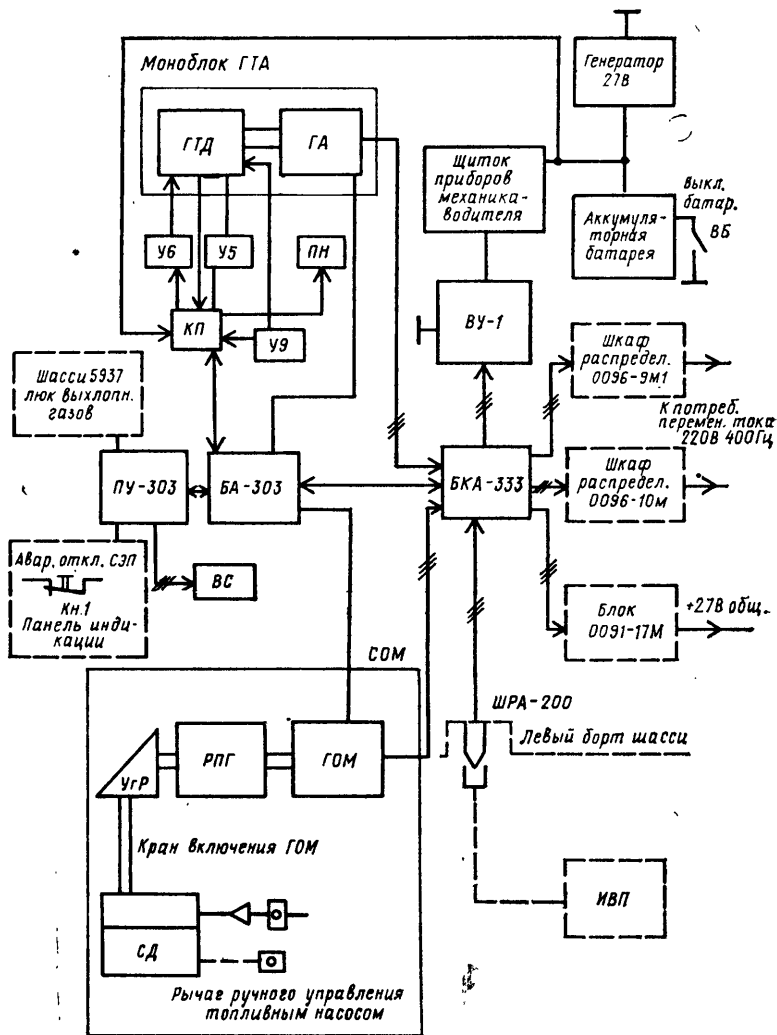 Моноблок ГТА
Генератор
27В
ГТД
ГА
Щиток
приборов
механика-
водителя
Аккумуля-
торная
батарея
выкл.
батар.
ВБ
У6
У5
ПН
КП
У9
ВУ-1
Шкаф
распредел.
0096-9М1
Шасси 5937
люк выхлопн.
газов
К потреб.
перемен. тока
220В 400Гц
ПУ-303
БА-303
БКА-333
Шкаф
распредел.
0096-10М
Авар. откл. СЭП
Кн.1
Панель инди-
кации
ВС
Блок
0091-17М
+27В общ.
СОМ
ШРА-200
Левый борт шасси
УгР
РПГ
ГОМ
Кран включения ГОМ
СД
ИВП
Рычаг ручного управления
топливным насосом